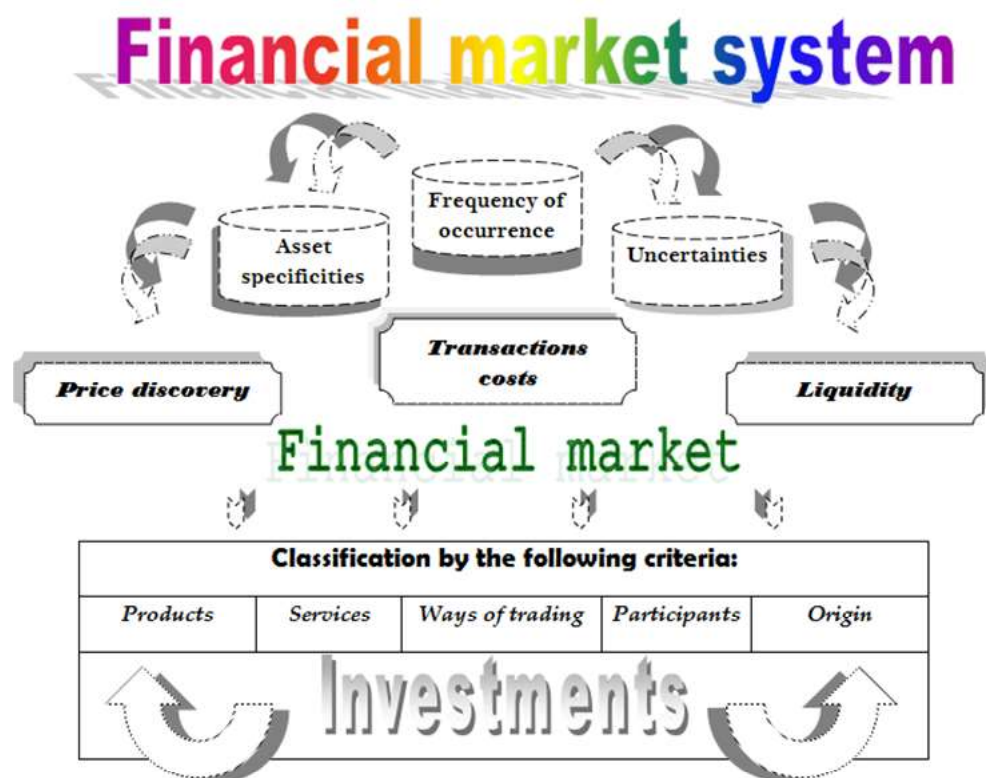 Financial market system
Frequency of
occurrence
Asset
specificities
Uncertainties
Transactions
costs
Price discovery
Liquidity
Financial market
Classification by the following criteria:
Products Services Ways of trading Participants Origin
Investments